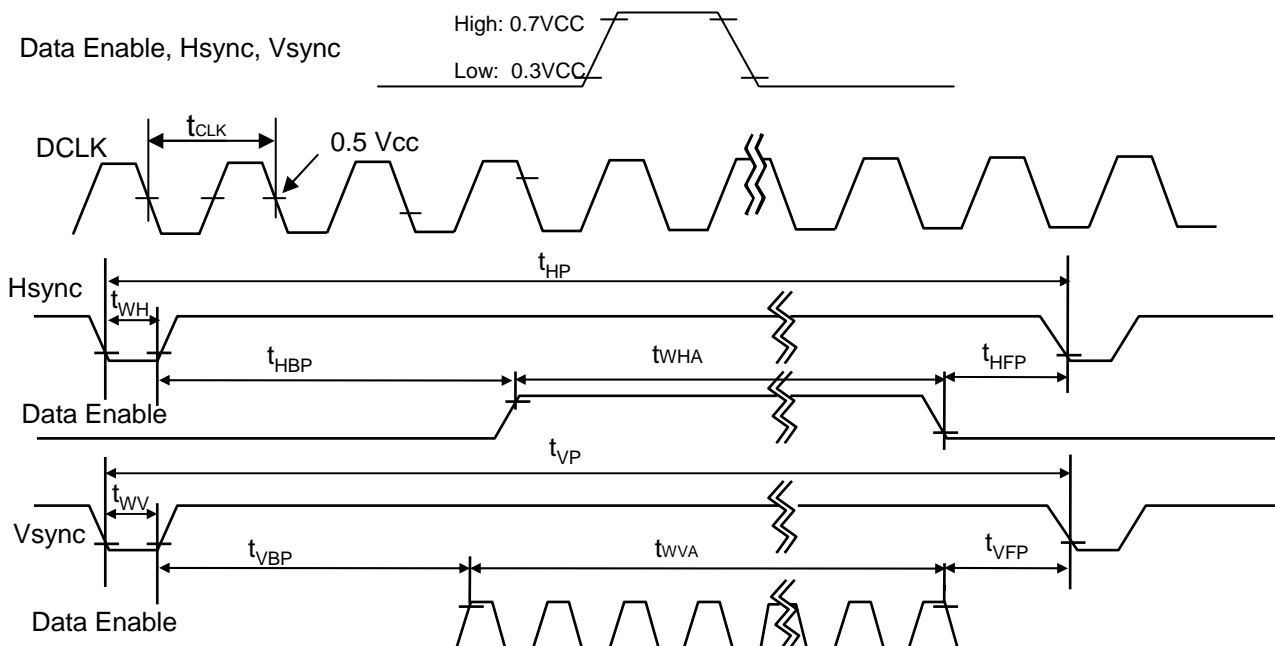 High: 0.7VCC
Data Enable, Hsync, Vsync
Low: 0.3VCC
tCLK
DCLK
0.5 Vcc
tHP
Hsync
tWH
tHBP
tWHA
tHFP
Data Enable
tVP
tWV
Vsync
tVBP
tWVA
tVFP
Data Enable